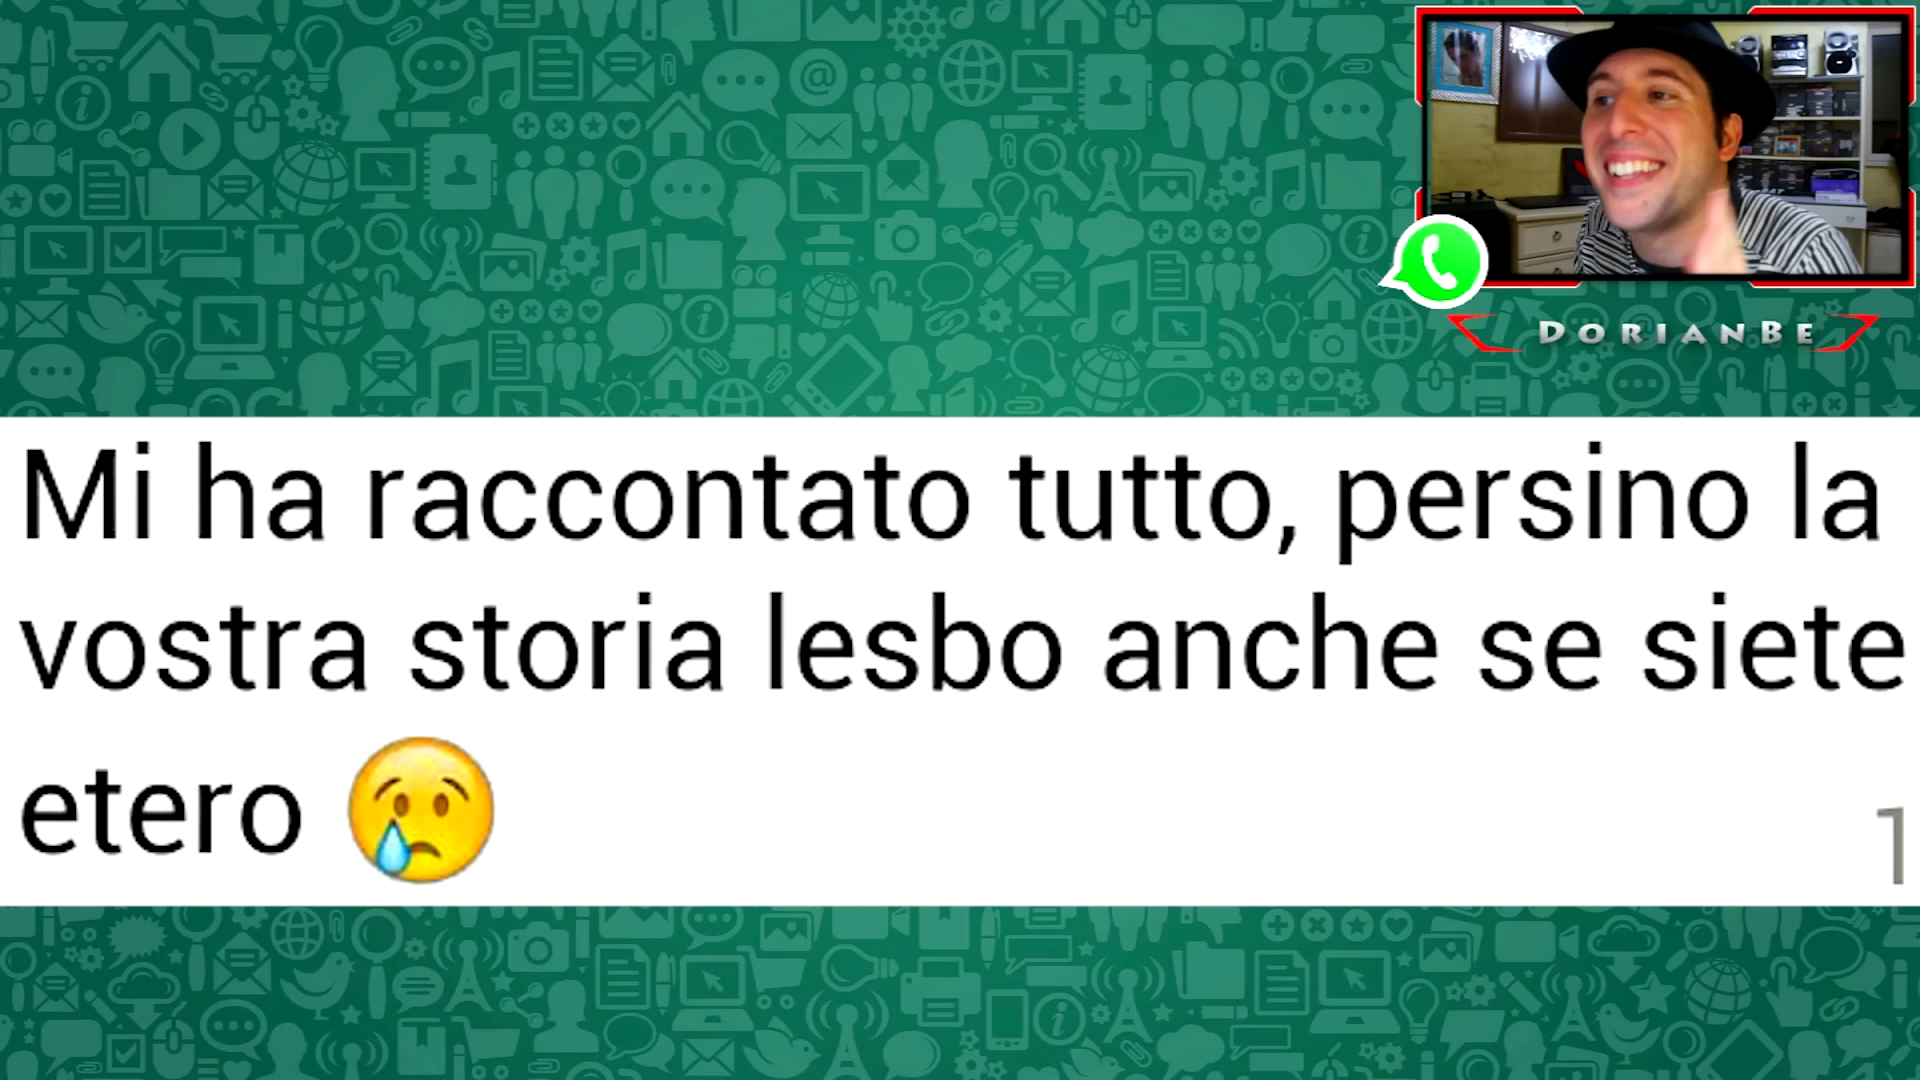 DORIANBE
Mi ha raccontato tutto, persino la
vostra storia lesbo anche se siete
etero 😢
1